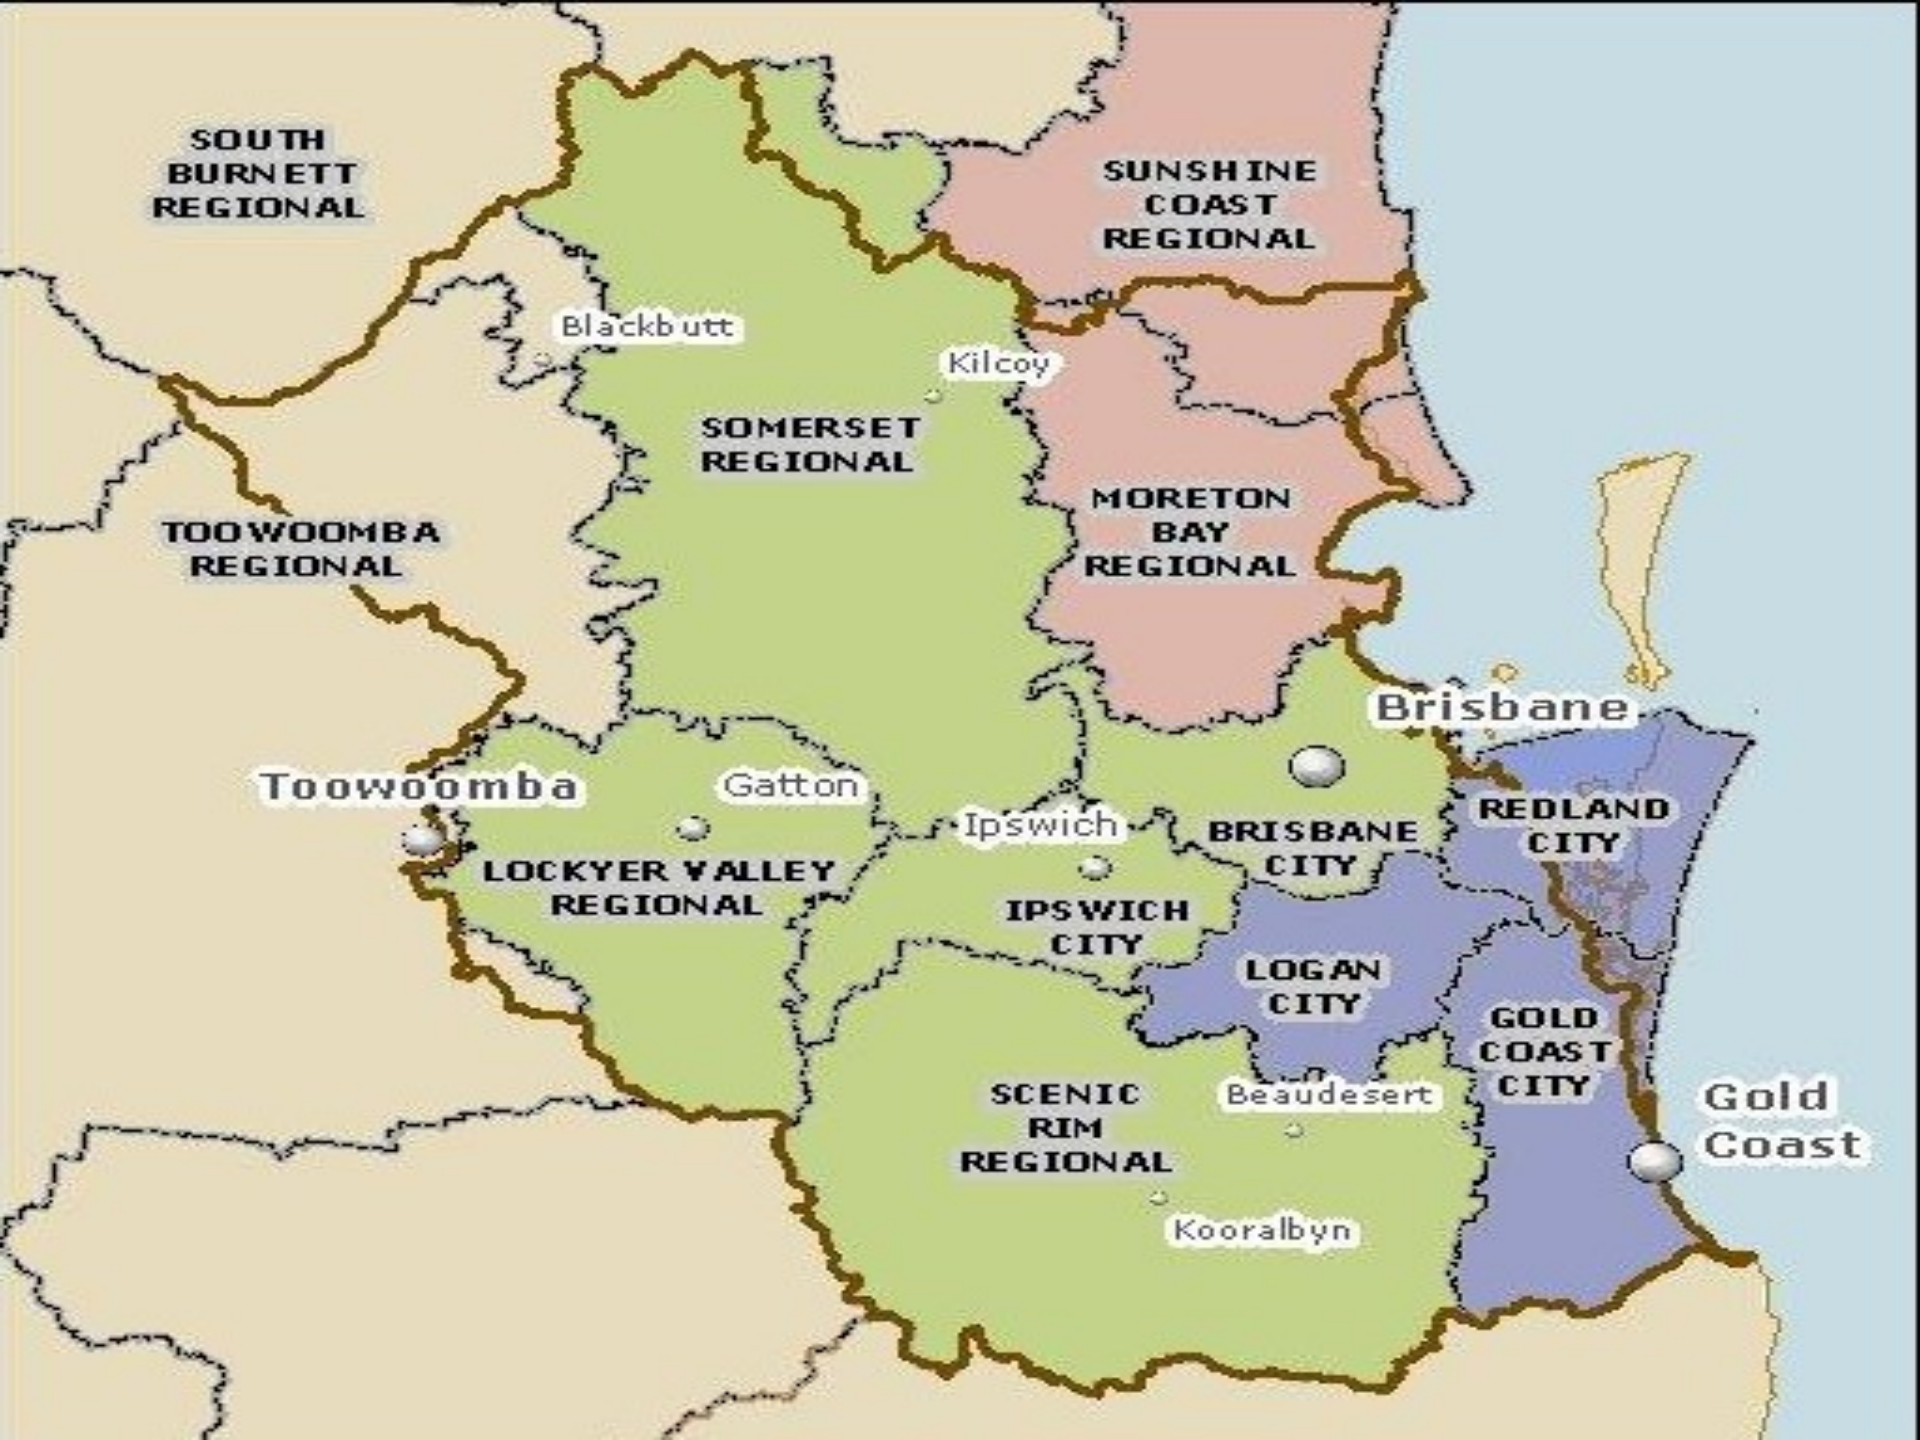 SOUTH
BURNETT
REGIONAL
SUNSHINE
COAST
REGIONAL
Blackbutt
Kilcoy
SOMERSET
REGIONAL
MORETON
BAY
REGIONAL
TOOWOOMBA
REGIONAL
Brisbane
Toowoomba
Gatton
Ipswich
REDLAND
CITY
BRISBANE
CITY
LOCKYER VALLEY
REGIONAL
IPSWICH
CITY
LOGAN
CITY
GOLD
COAST
CITY
SCENIC
RIM
REGIONAL
Beaudesert
Gold
Coast
Kooralbyn